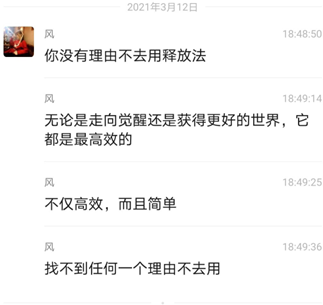 2021年3月12日
风 18:48:50
你没有理由不去用释放法
风 18:49:14
无论是走向觉醒还是获得更好的世界，它
都是最高效的
风 18:49:25
不仅高效，而且简单
风 18:49:36
找不到任何一个理由不去用